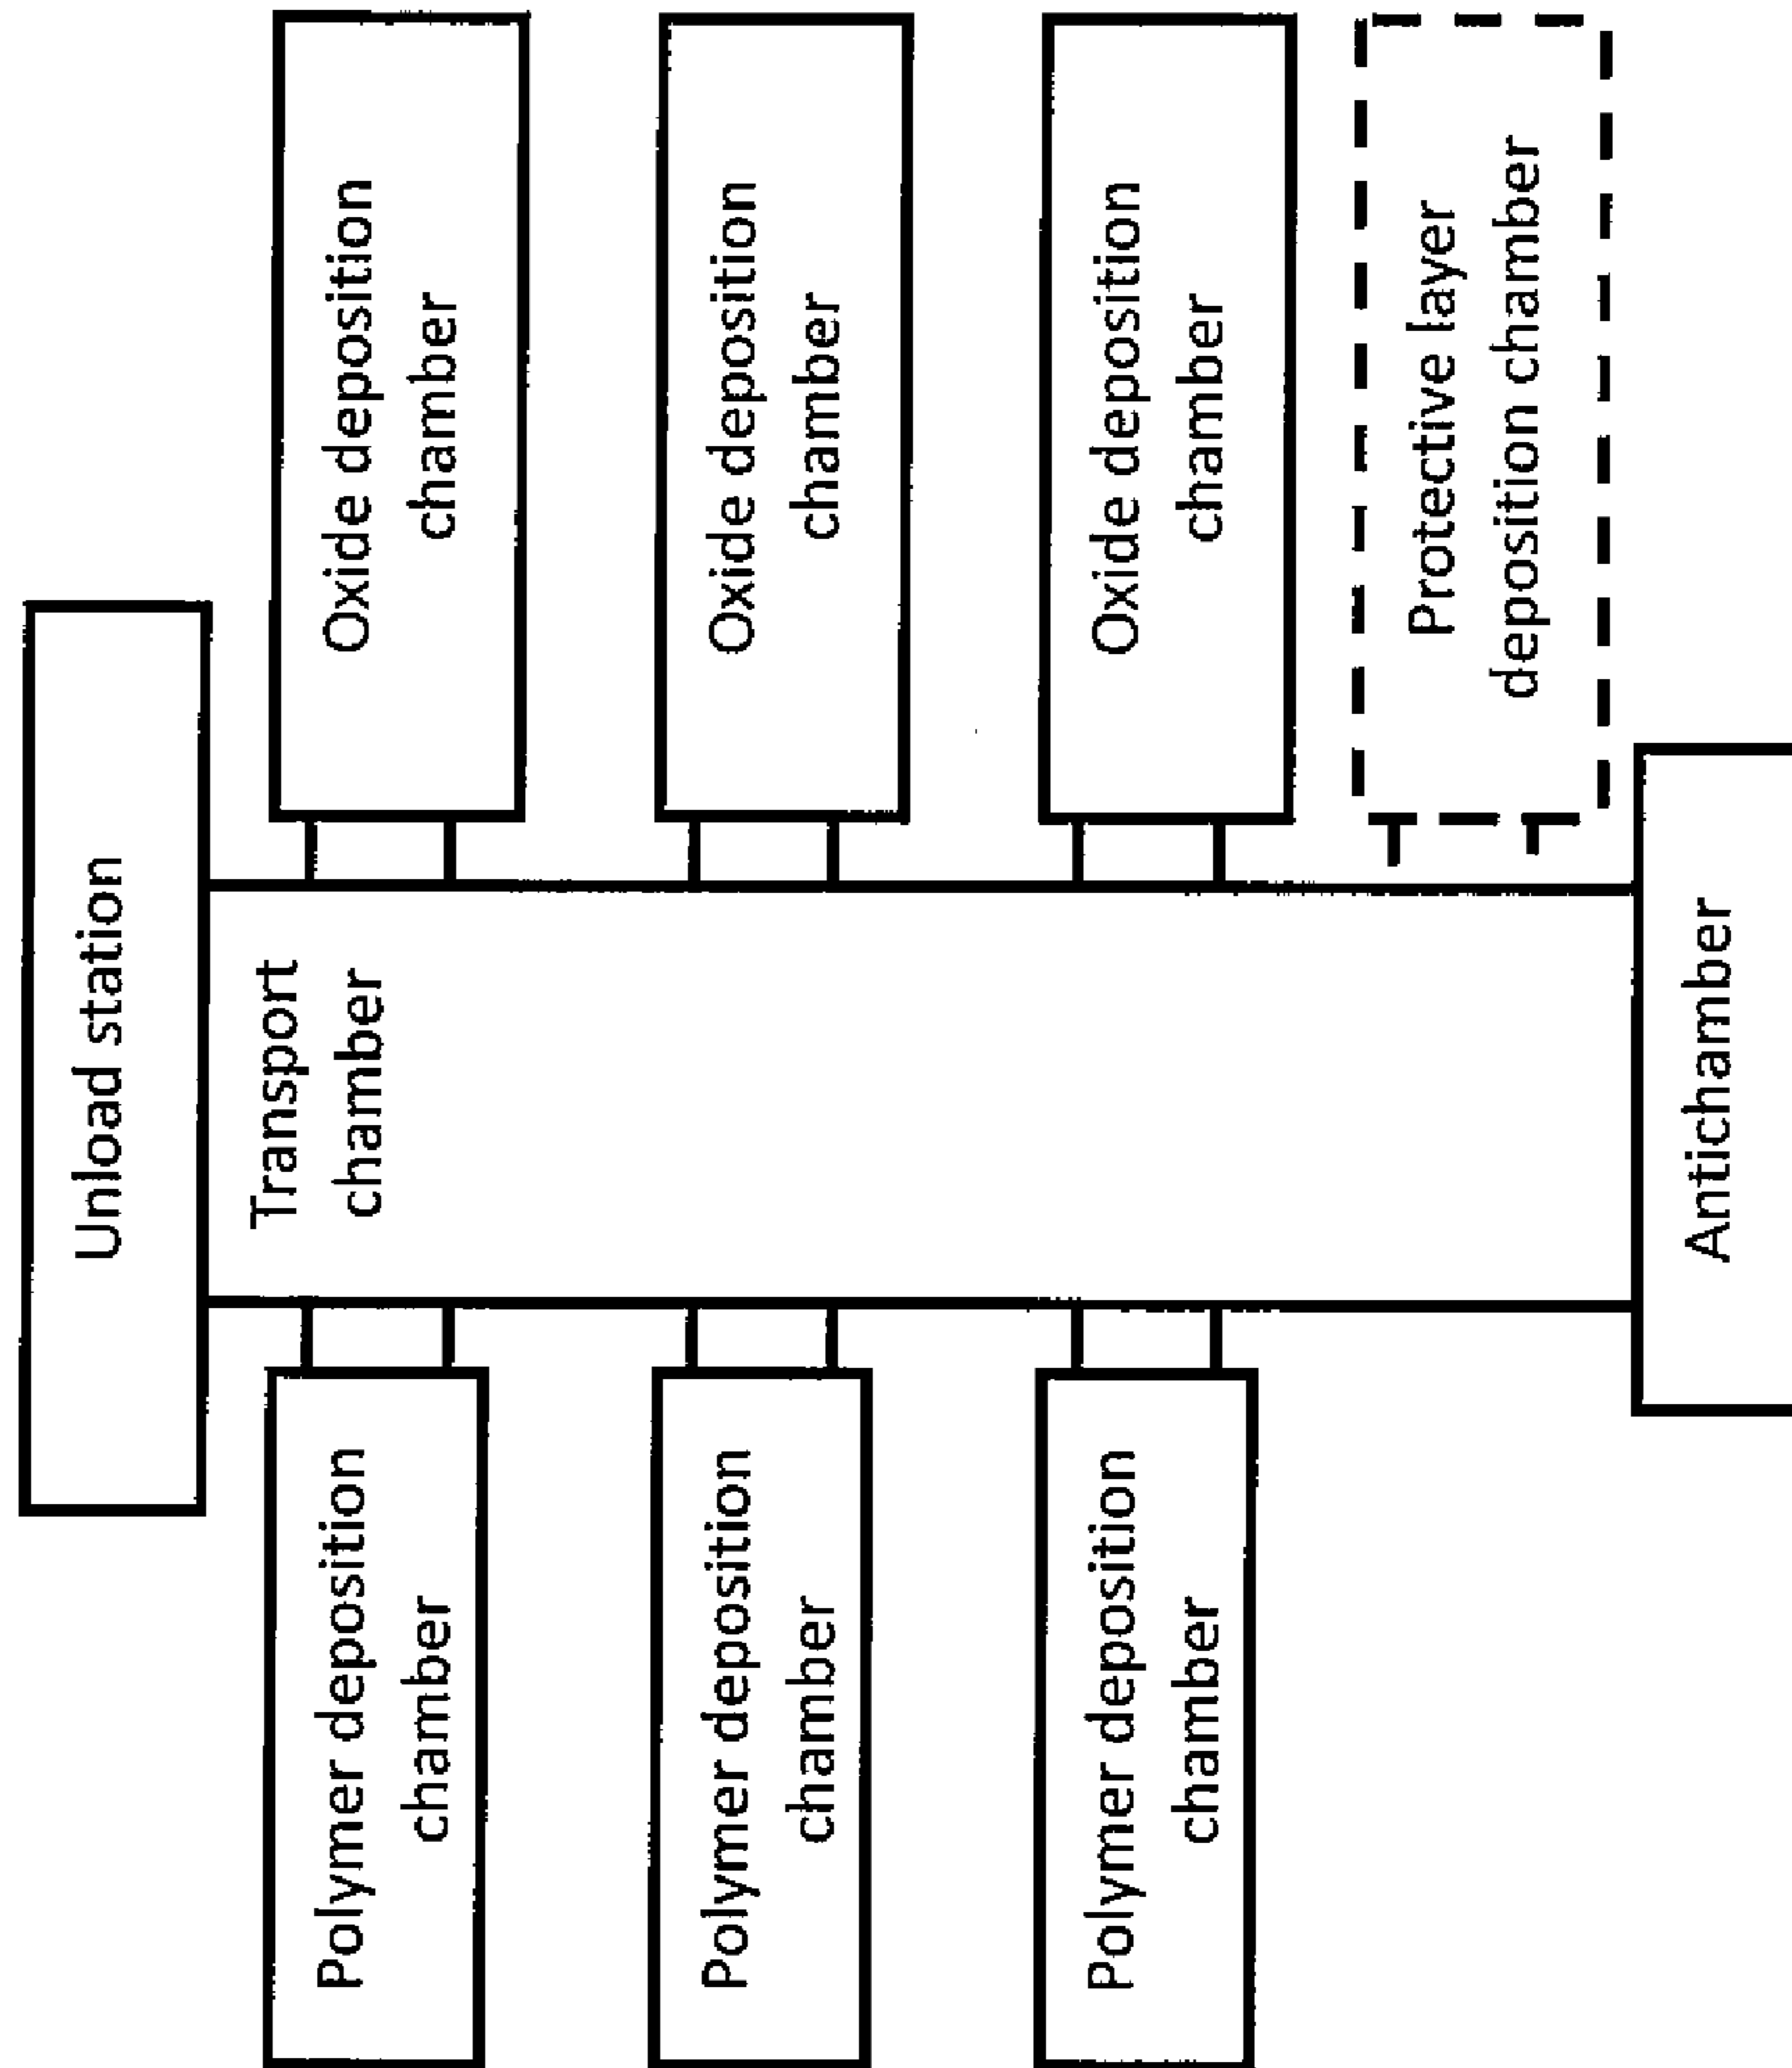 Unload station
Oxide deposition
chamber
Oxide deposition
chamber
Oxide deposition
chamber
Protective layer
deposition chamber
Transport
chamber
Antichamber
Polymer deposition
chamber
Polymer deposition
chamber
Polymer deposition
chamber